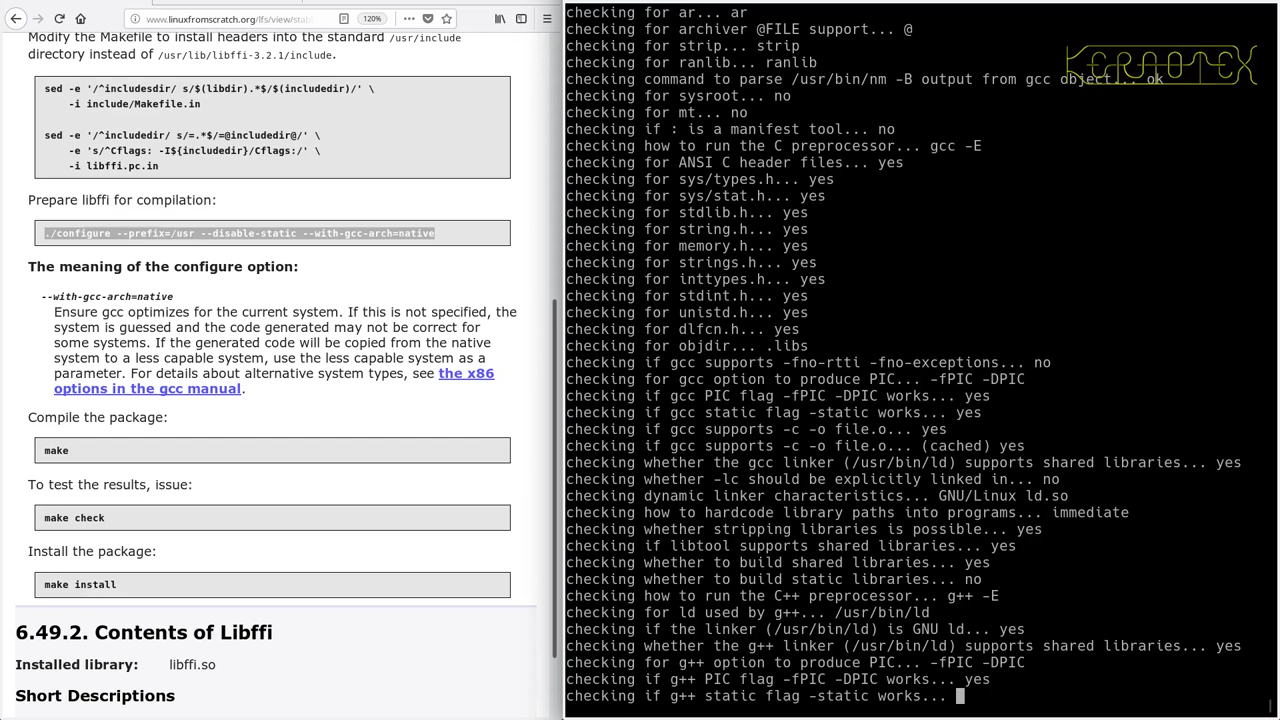 www.linuxfromscratch.org/lfs/view/stab
120%
Modify the Makefile to install headers into the standard /usr/include
directory instead of /usr/lib/libffi-3.2.1/include.
sed -e '/^includesdir/ s/$(libdir).*$/$(includedir)/' \
-i include/Makefile.in
sed -e '/^includedir/ s/=.*$/=@includedir@/' \
-e 's/^Cflags: -I${includedir}/Cflags:/' \
-i libffi.pc.in
Prepare libffi for compilation:
./configure --prefix=/usr --disable-static --with-gcc-arch=native
The meaning of the configure option:
--with-gcc-arch=native
Ensure gcc optimizes for the current system. If this is not specified, the
system is guessed and the code generated may not be correct for
some systems. If the generated code will be copied from the native
system to a less capable system, use the less capable system as a
parameter. For details about alternative system types, see the x86
options in the gcc manual.
Compile the package:
make
To test the results, issue:
make check
Install the package:
make install
6.49.2. Contents of Libffi
Installed library: libffi.so
Short Descriptions
checking for ar... ar
checking for archiver @FILE support... @
checking for strip... strip
checking for ranlib... ranlib
checking command to parse /usr/bin/nm -B output from gcc object... ok
checking for sysroot... no
checking for mt... no
checking if : is a manifest tool... no
checking how to run the C preprocessor... gcc -E
checking for ANSI C header files... yes
checking for sys/types.h... yes
checking for sys/stat.h... yes
checking for stdlib.h... yes
checking for string.h... yes
checking for memory.h... yes
checking for strings.h... yes
checking for inttypes.h... yes
checking for stdint.h... yes
checking for unistd.h... yes
checking for dlfcn.h... yes
checking for objdir... .libs
checking if gcc supports -fno-rtti -fno-exceptions... no
checking for gcc option to produce PIC... -fPIC -DPIC
checking if gcc PIC flag -fPIC -DPIC works... yes
checking if gcc static flag -static works... yes
checking if gcc supports -c -o file.o... yes
checking if gcc supports -c -o file.o... (cached) yes
checking whether the gcc linker (/usr/bin/ld) supports shared libraries... yes
checking whether -lc should be explicitly linked in... no
checking dynamic linker characteristics... GNU/Linux ld.so
checking how to hardcode library paths into programs... immediate
checking whether stripping libraries is possible... yes
checking if libtool supports shared libraries... yes
checking whether to build shared libraries... yes
checking whether to build static libraries... no
checking how to run the C++ preprocessor... g++ -E
checking for ld used by g++... /usr/bin/ld
checking if the linker (/usr/bin/ld) is GNU ld... yes
checking whether the g++ linker (/usr/bin/ld) supports shared libraries... yes
checking for g++ option to produce PIC... -fPIC -DPIC
checking if g++ PIC flag -fPIC -DPIC works... yes
checking if g++ static flag -static works...